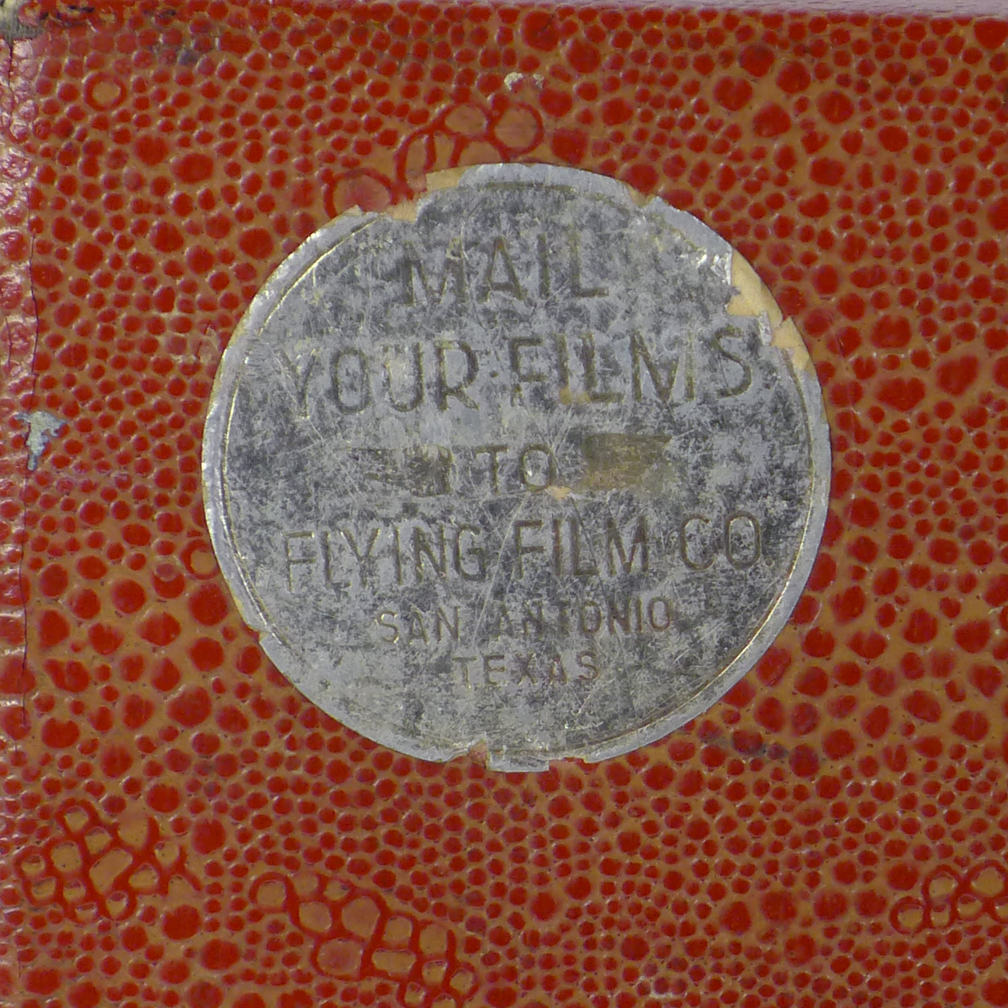 MAIL
YOUR FILMS
TO
FLYING FILM CO.
SAN ANTONIO
TEXAS